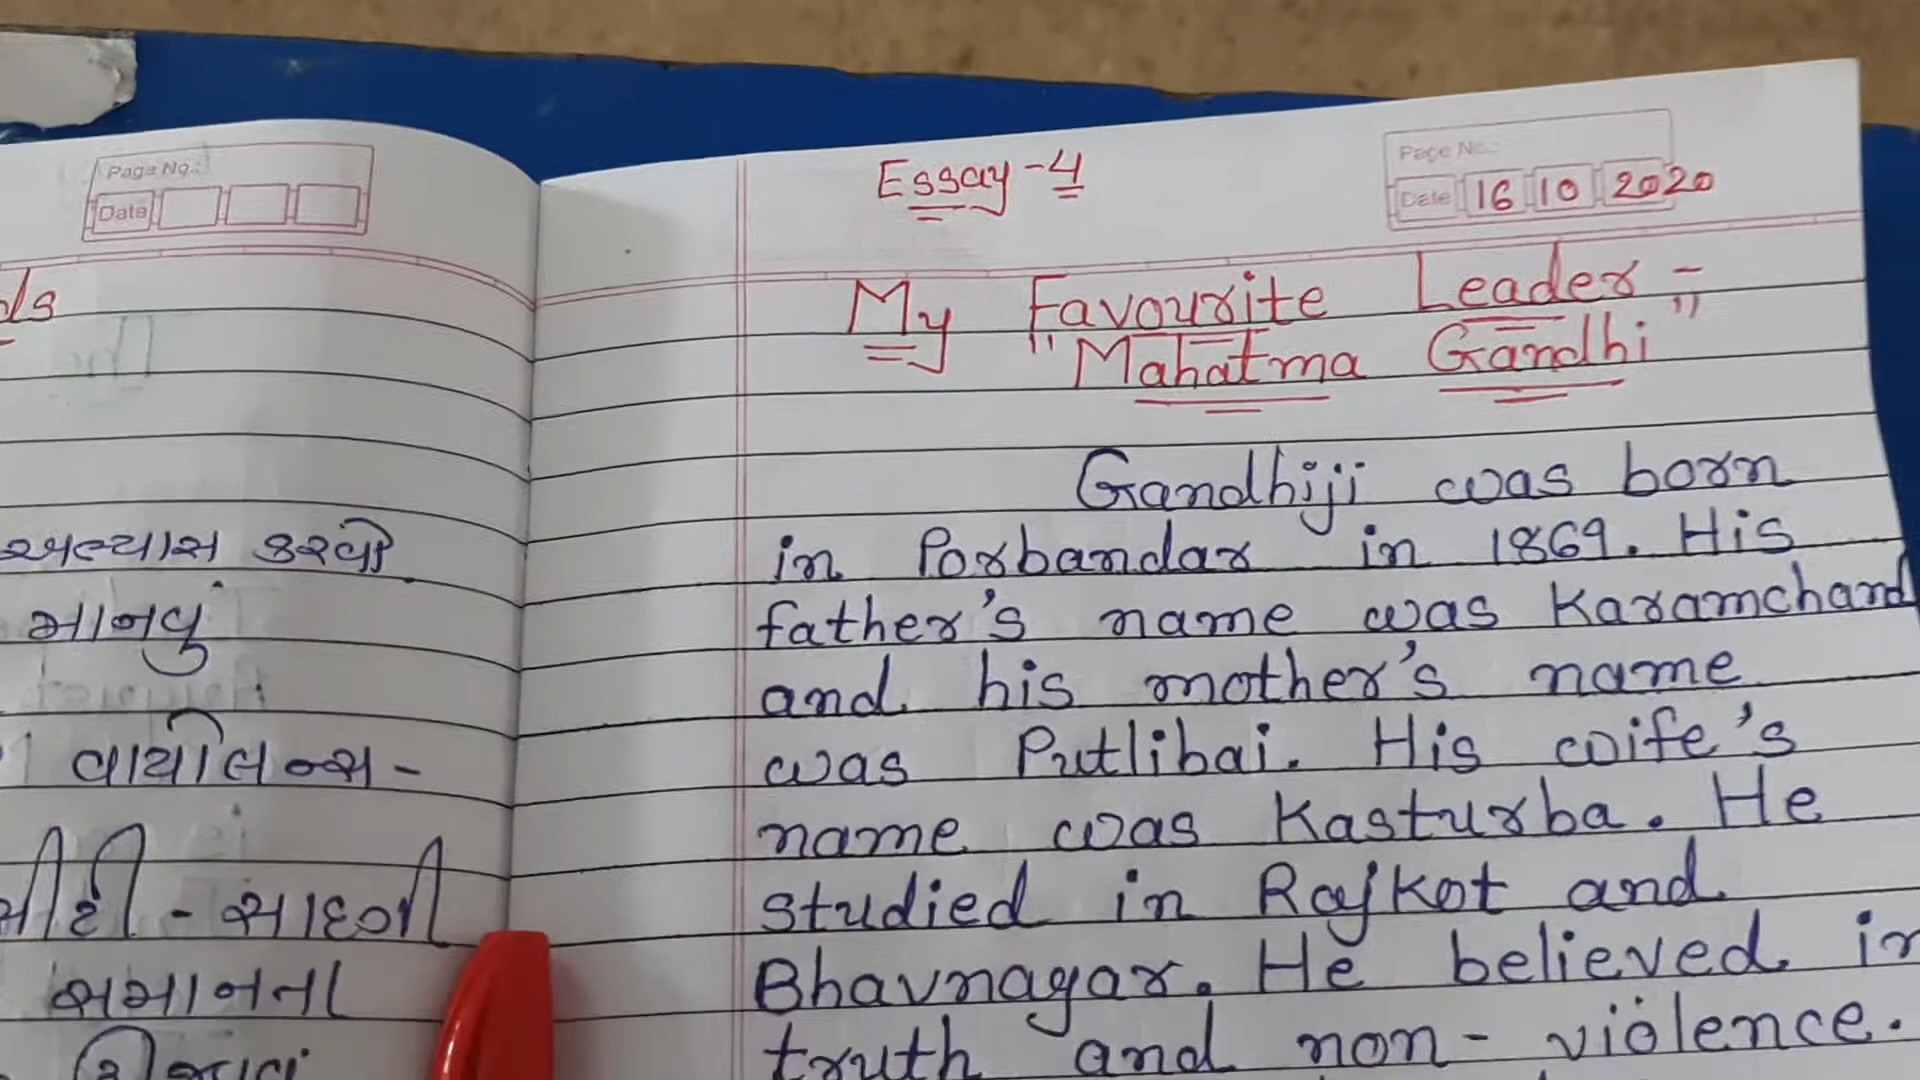 Page No.:
Date
ds
અભ્યાસ કરવો
માનવું
વાયોલન્સ -
સાદગી
સમાનતા
Essay - 4
Page No.:
Date 16 10 2020
My Favourite Leader -
"Mahatma Gandhi"
Gandhiji was born
in Porbandar in 1869. His
father's name was Karamchand
and his mother's name
was Putlibai. His wife's
name was Kasturba. He
studied in Rajkot and
Bhavnagar. He believed in
truth and non - violence.